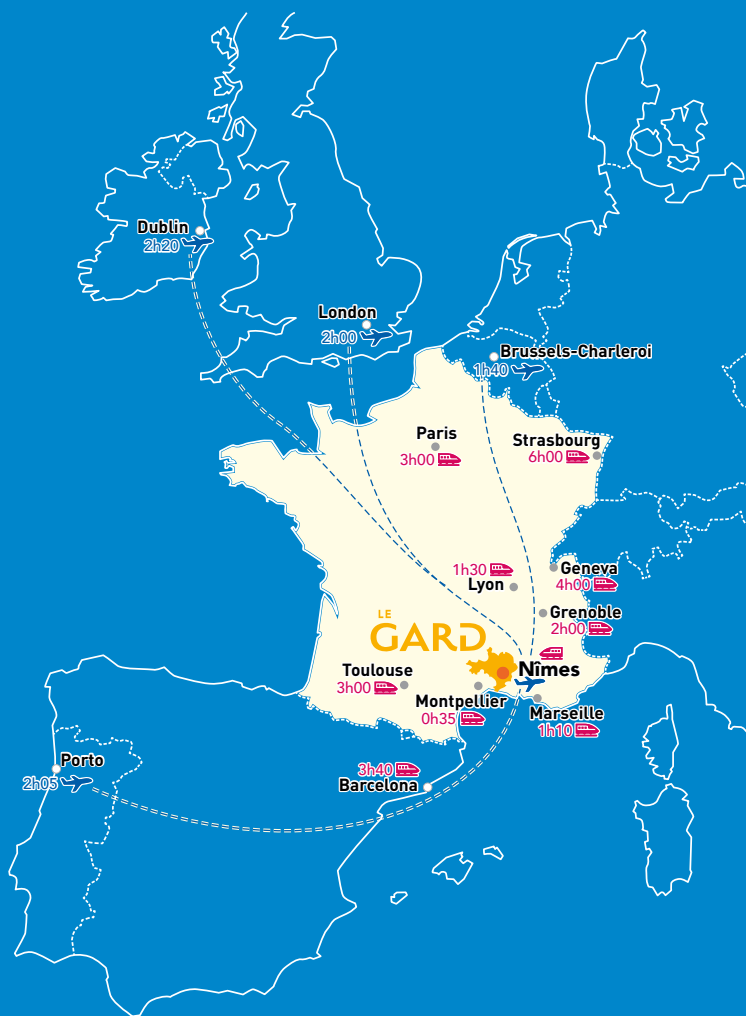 Dublin
2h20
London
2h00
Brussels-Charleroi
1h40
Paris
3h00
Strasbourg
6h00
1h30
Lyon
Geneva
4h00
Grenoble
2h00
LE
GARD
Nîmes
Toulouse
3h00
Montpellier
0h35
Marseille
1h10
Porto
2h05
3h40
Barcelona